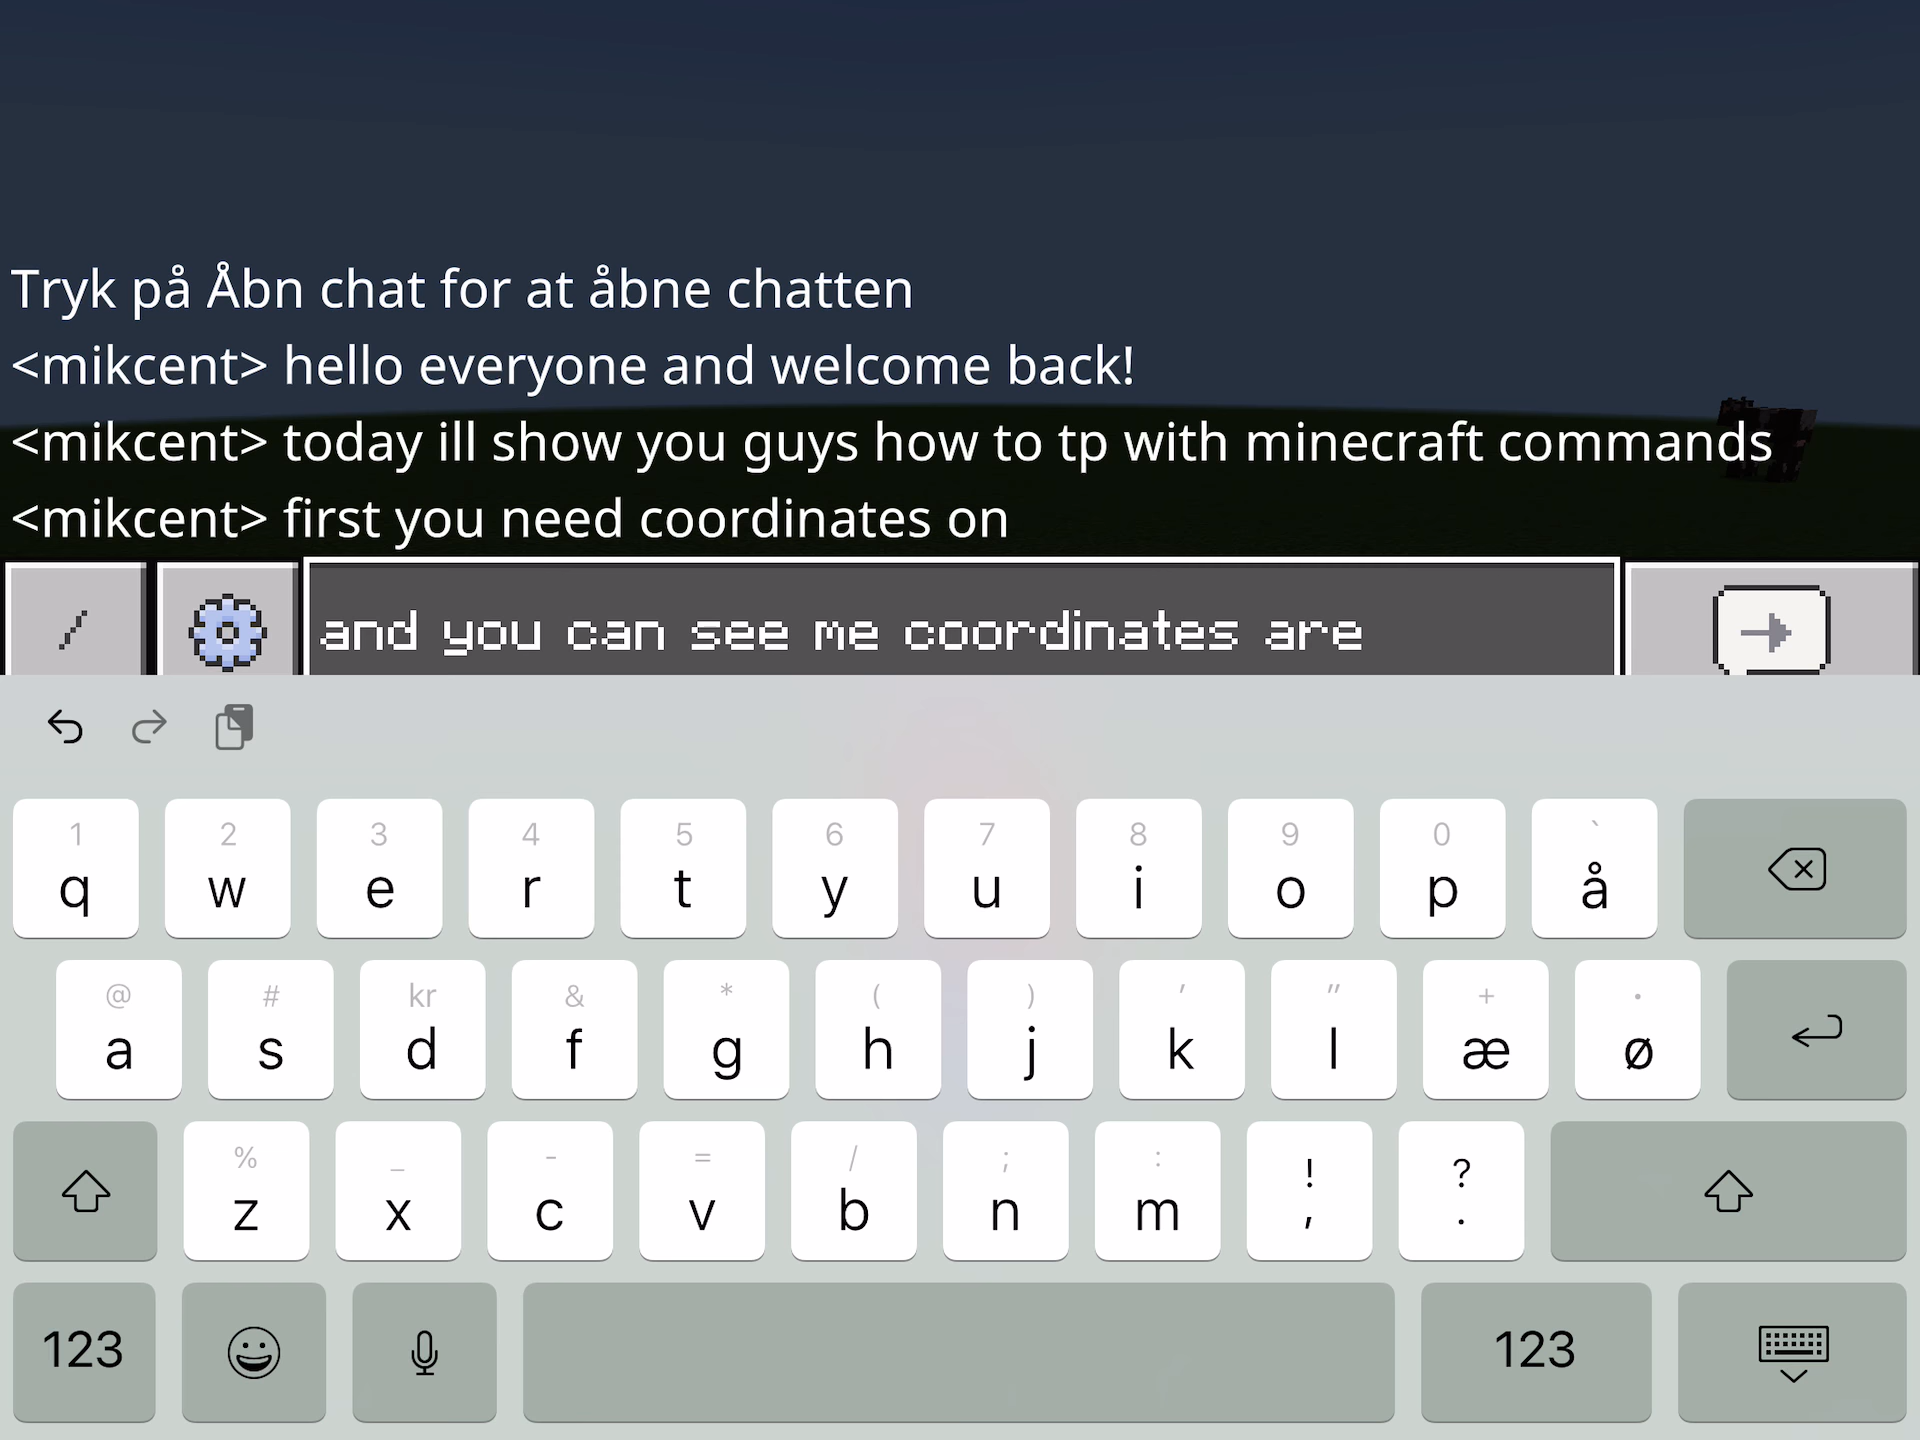 Tryk på Åbn chat for at åbne chatten
<mikcent> hello everyone and welcome back!
<mikcent> today ill show you guys how to tp with minecraft commands
<mikcent> first you need coordinates on
/ and you can see me coordinates are
1 2 3 4 5 6 7 8 9 0 `
q w e r t y u i o p å
@ # kr & * ( ) ' " + •
a s d f g h j k l æ ø
% _ - = / ; : ! ?
z x c v b n m , .
123 123